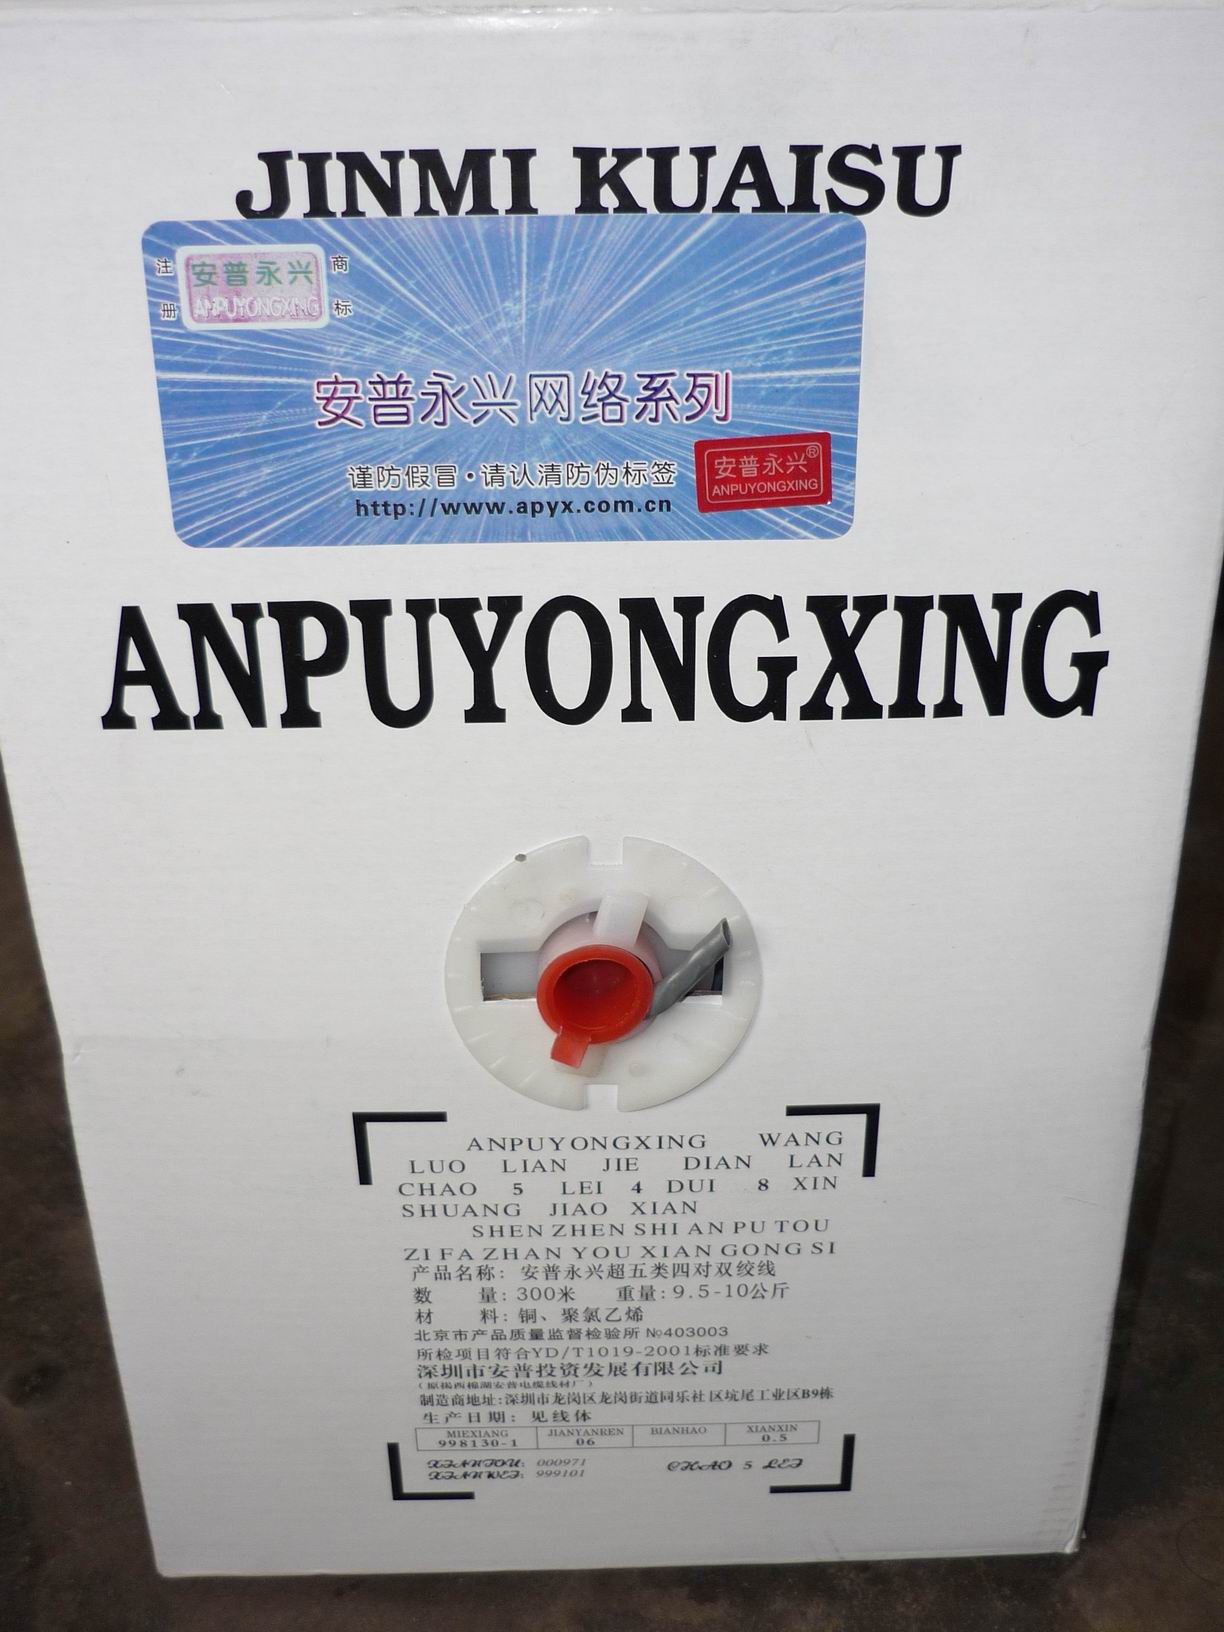 JINMI KUAISU
注 安普永兴 商
册 ANPUYONGXING 标
安普永兴网络系列
谨防假冒·请认清防伪标签
http://www.apyx.com.cn
安普永兴®
ANPUYONGXING
ANPUYONGXING
ANPUYONGXING WANG
LUO LIAN JIE DIAN LAN
CHAO 5 LEI 4 DUI 8 XIN
SHUANG JIAO XIAN
SHEN ZHEN SHI AN PU TOU
ZI FA ZHAN YOU XIAN GONG SI
产品名称: 安普永兴超五类四对双绞线
数 量: 300米 重量: 9.5-10公斤
材 料: 铜、聚氯乙烯
北京市产品质量监督检验所 №403003
所检项目符合YD/T1019-2001标准要求
深圳市安普投资发展有限公司
制造商地址:深圳市龙岗区龙岗街道同乐社区坑尾工业区B9栋
生产日期: 见线体
MIEXIANG JIANYANREN BIANHAO XIANXIN
998130-1 06 0.5
XIANTOU: 000971
XIANWEI: 999101 CHAO 5 LEI